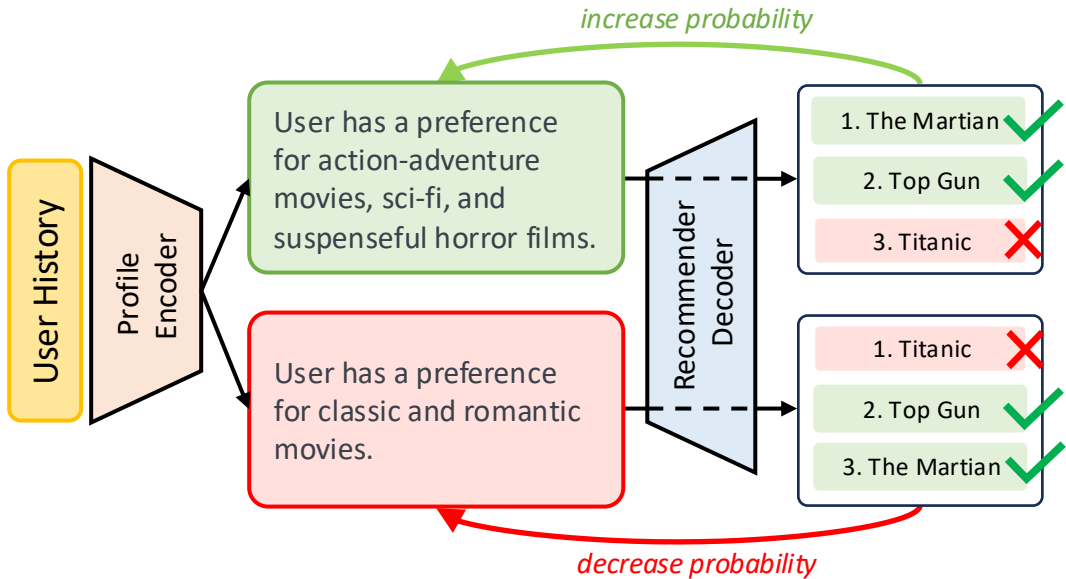 increase probability
User History
Profile
Encoder
User has a preference
for action-adventure
movies, sci-fi, and
suspenseful horror films.
User has a preference
for classic and romantic
movies.
Recommender
Decoder
1. The Martian
2. Top Gun
3. Titanic
1. Titanic
2. Top Gun
3. The Martian
decrease probability